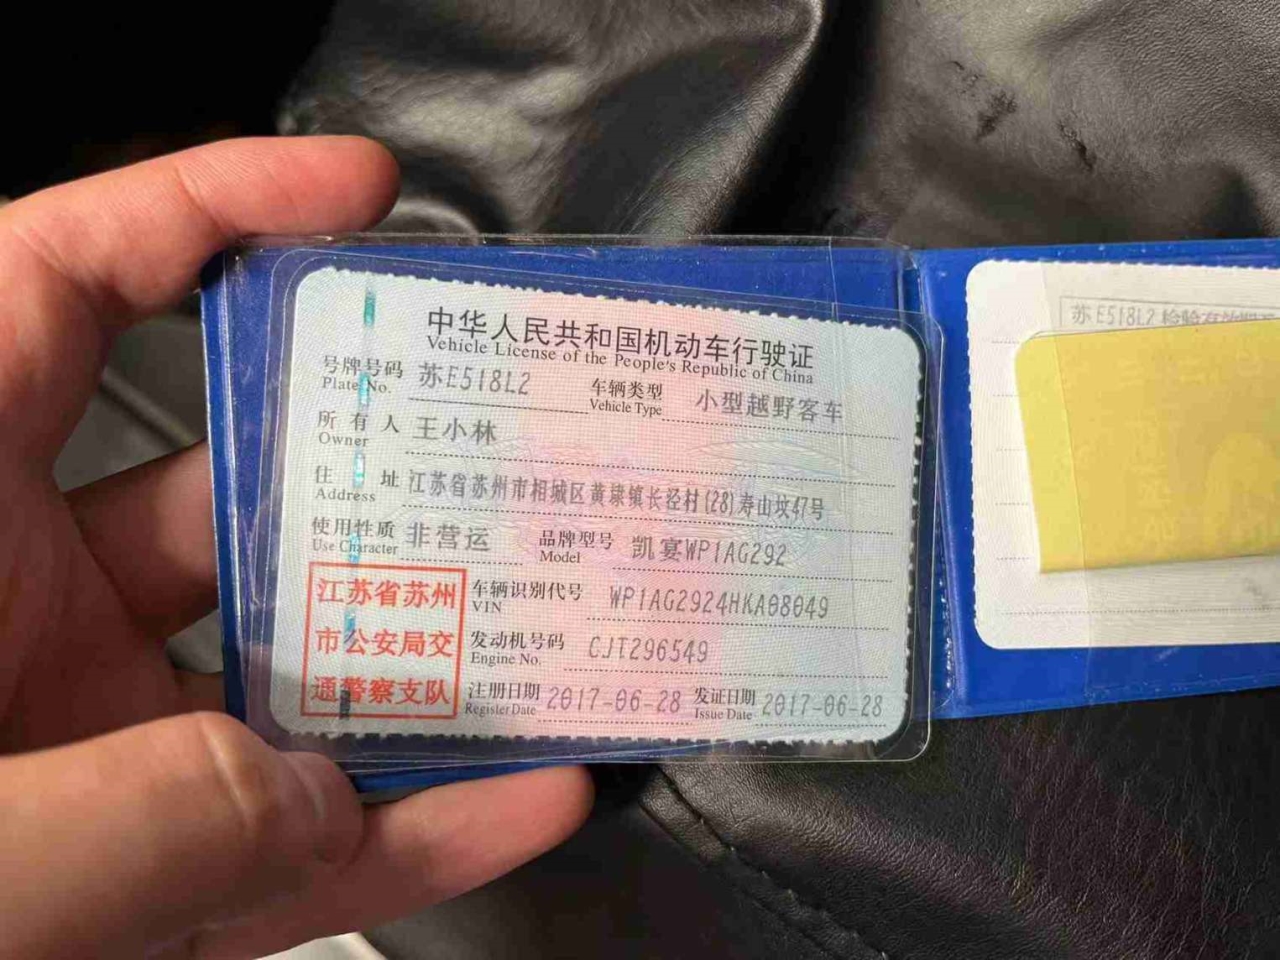 中华人民共和国机动车行驶证
Vehicle License of the People's Republic of China
号牌号码 苏E518L2 车辆类型 小型越野客车
Plate No. Vehicle Type
所有人 王小林
Owner
住址 江苏省苏州市相城区黄埭镇长泾村(28)寿山坟47号
Address
使用性质 非营运 品牌型号 凯宴WP1AG292
Use Character Model
江苏省苏州
市公安局交
通警察支队
车辆识别代号 WP1AG2924HKA08049
VIN
发动机号码 CJT296549
Engine No.
注册日期 2017-06-28 发证日期 2017-06-28
Register Date Issue Date
苏E518L2 检验有效期至